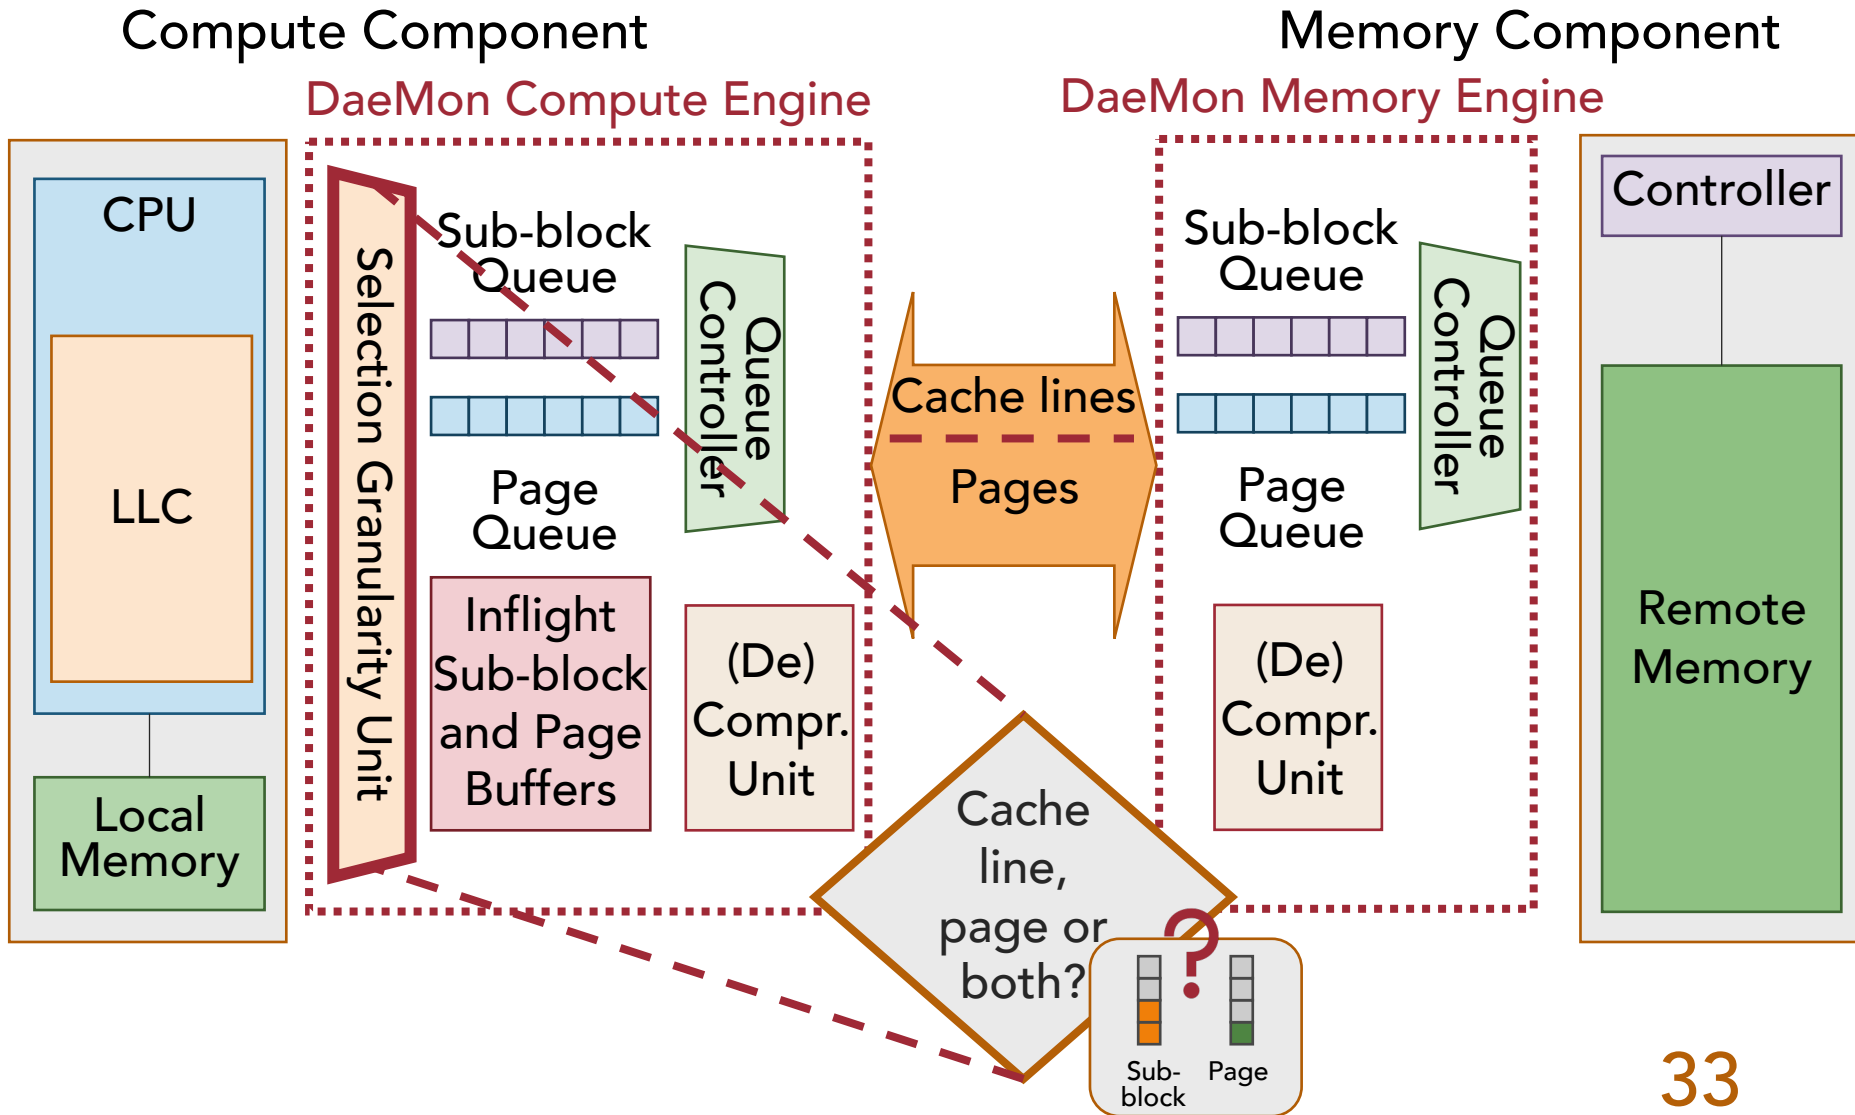 Compute Component
Memory Component
DaeMon Compute Engine
DaeMon Memory Engine
CPU
LLC
Local
Memory
Selection Granularity Unit
Sub-block
Queue
Page
Queue
Queue
Controller
Inflight
Sub-block
and Page
Buffers
(De)
Compr.
Unit
Cache lines
Pages
Sub-block
Queue
Page
Queue
Queue
Controller
(De)
Compr.
Unit
Controller
Remote
Memory
Cache
line,
page or
both?
?
Sub-
block
Page
33